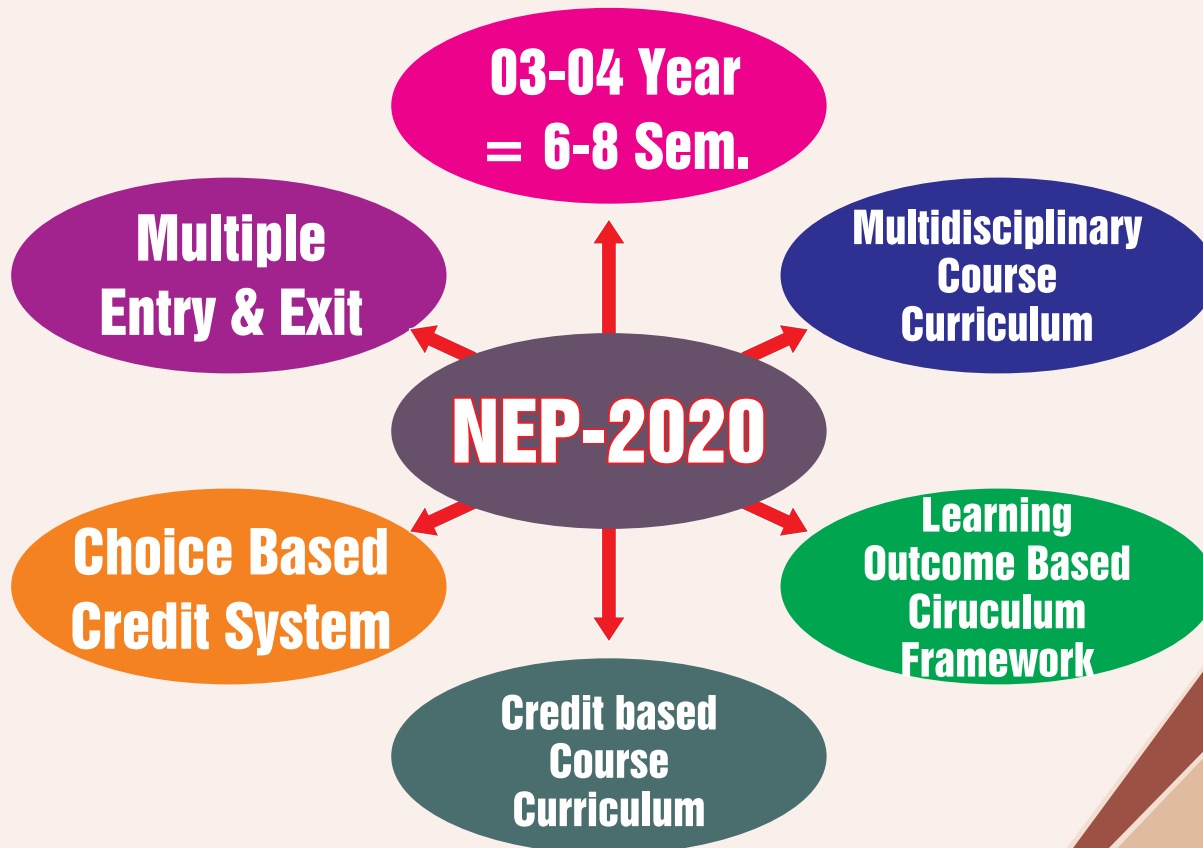 03-04 Year
= 6-8 Sem.
Multiple
Entry & Exit
Multidisciplinary
Course
Curriculum
NEP-2020
Choice Based
Credit System
Learning
Outcome Based
Ciruculum
Framework
Credit based
Course
Curriculum